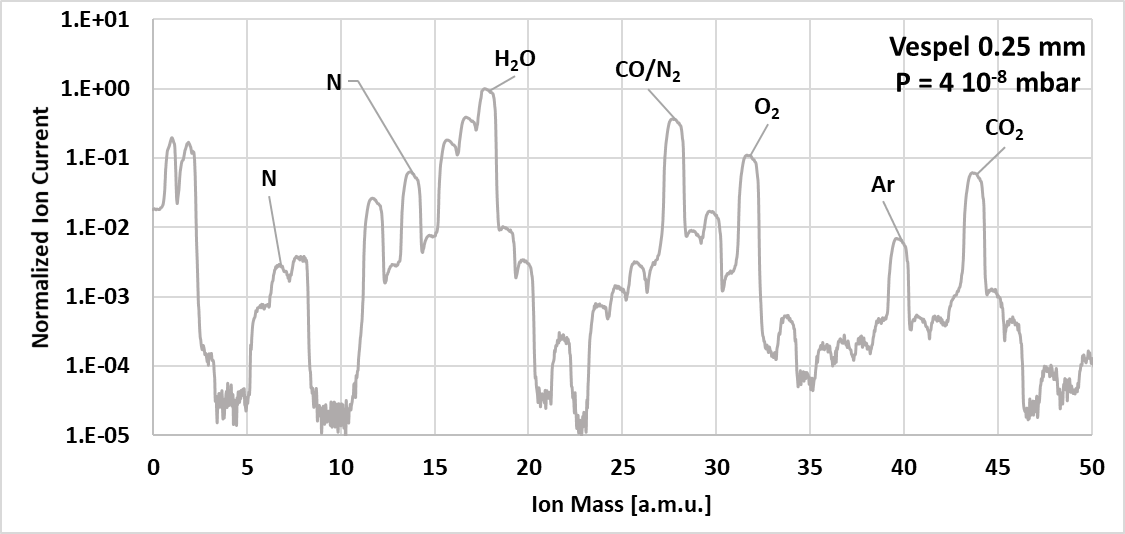 1.E+01
1.E+00
1.E-01
1.E-02
1.E-03
1.E-04
1.E-05
Normalized Ion Current
Vespel 0.25 mm
P = 4 10⁻⁸ mbar
N
N
H₂O
CO/N₂
O₂
Ar
CO₂
0 5 10 15 20 25 30 35 40 45 50
Ion Mass [a.m.u.]